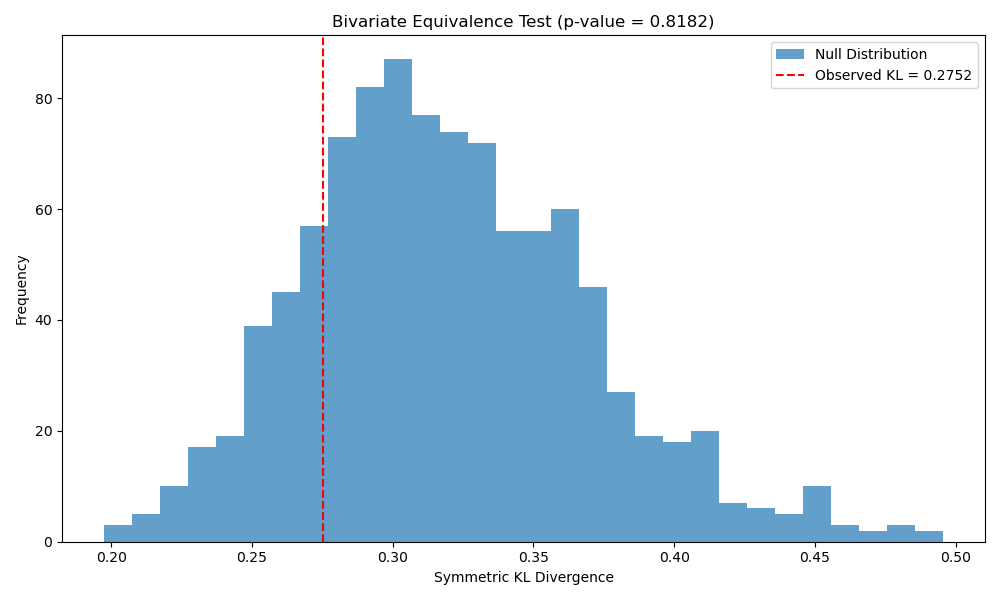 Bivariate Equivalence Test (p-value = 0.8182)
Null Distribution
Observed KL = 0.2752
Frequency
80
60
40
20
0
0.20 0.25 0.30 0.35 0.40 0.45 0.50
Symmetric KL Divergence